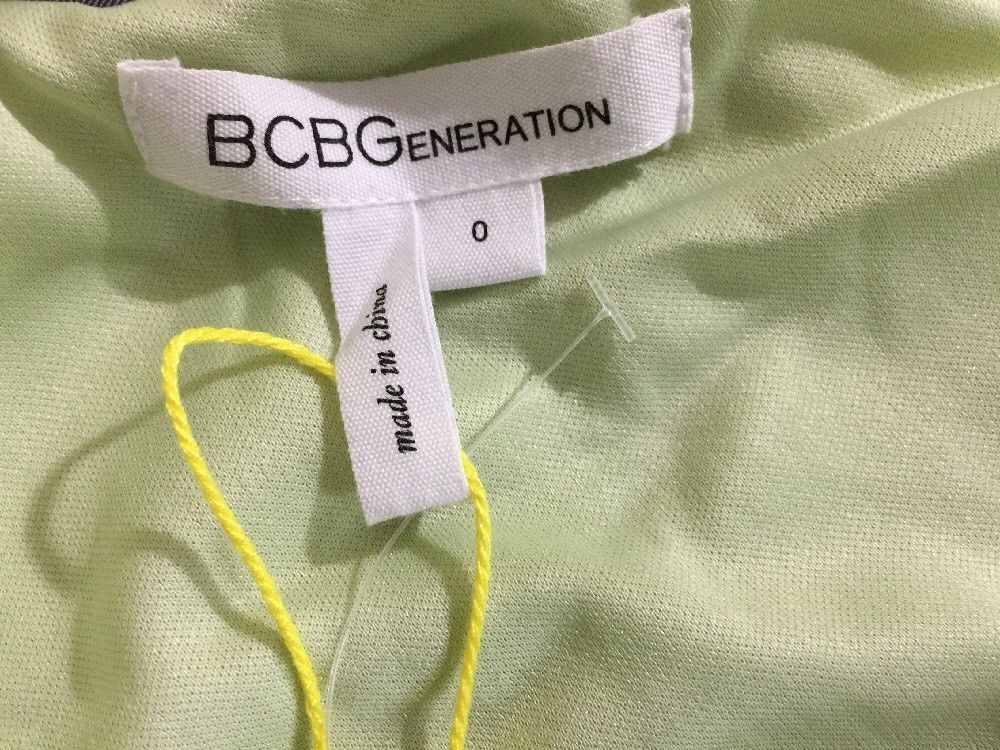 BCBGENERATION
0
made in china